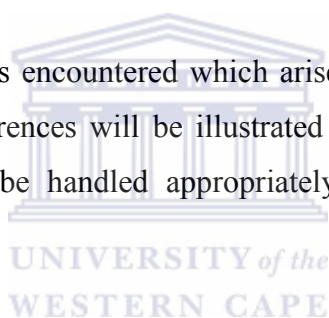 s encountered which arise
rences will be illustrated
be handled appropriately
UNIVERSITY of the
WESTERN CAPE